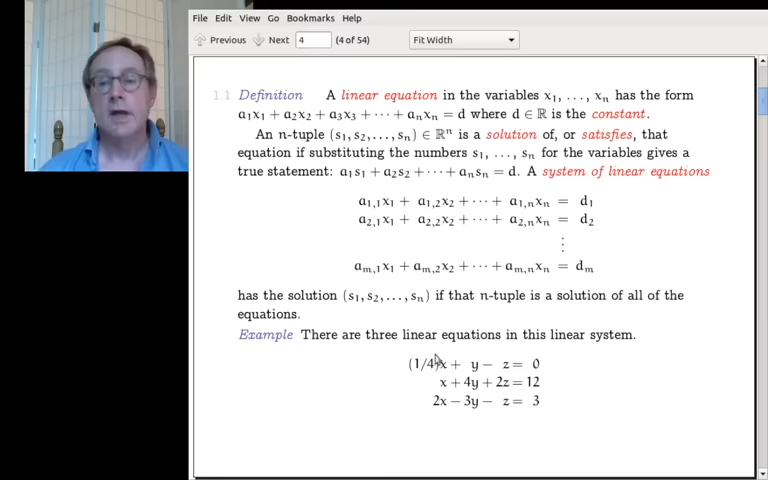 File Edit View Go Bookmarks Help
Previous Next 4 (4 of 54) Fit Width
1.1 Definition A linear equation in the variables x₁, …, xₙ has the form
a₁x₁ + a₂x₂ + a₃x₃ + ⋯ + aₙxₙ = d where d ∈ ℝ is the constant.
An n-tuple (s₁, s₂, …, sₙ) ∈ ℝⁿ is a solution of, or satisfies, that
equation if substituting the numbers s₁, …, sₙ for the variables gives a
true statement: a₁s₁ + a₂s₂ + ⋯ + aₙsₙ = d. A system of linear equations
a₁,₁x₁ + a₁,₂x₂ + ⋯ + a₁,ₙxₙ = d₁
a₂,₁x₁ + a₂,₂x₂ + ⋯ + a₂,ₙxₙ = d₂
⋮
aₘ,₁x₁ + aₘ,₂x₂ + ⋯ + aₘ,ₙxₙ = dₘ
has the solution (s₁, s₂, …, sₙ) if that n-tuple is a solution of all of the
equations.
Example There are three linear equations in this linear system.
(1/4)x + y − z = 0
x + 4y + 2z = 12
2x − 3y − z = 3